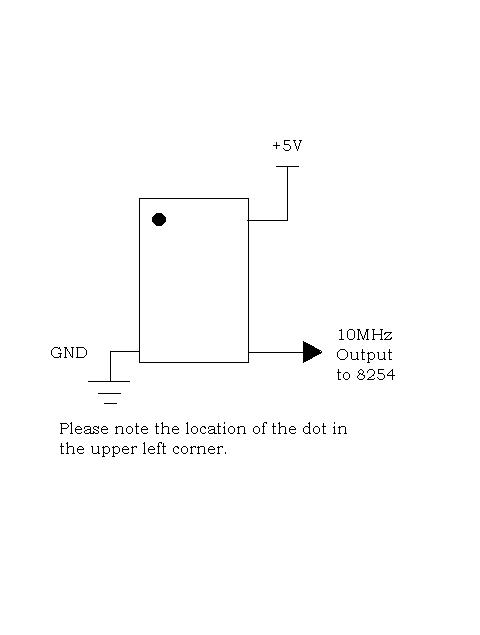 +5V
GND
10MHz
Output
to 8254
Please note the location of the dot in
the upper left corner.